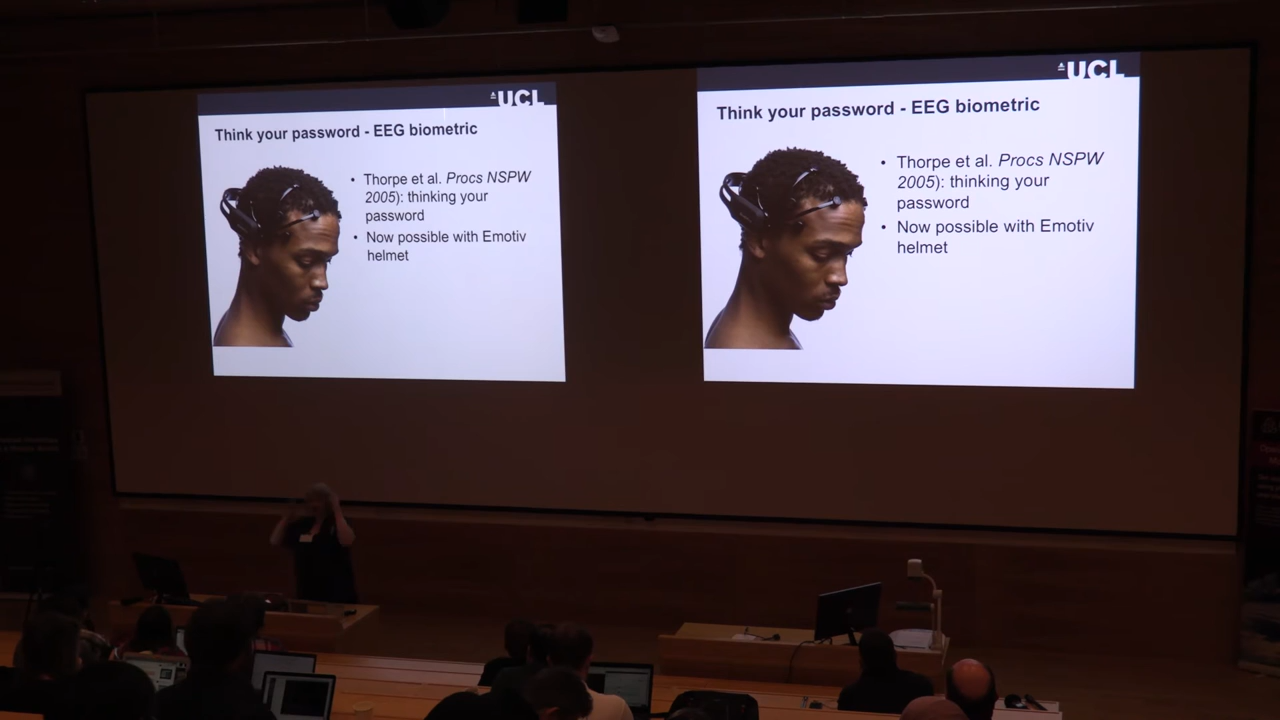 UCL
Think your password - EEG biometric
• Thorpe et al. Procs NSPW
2005): thinking your
password
• Now possible with Emotiv
helmet
UCL
Think your password - EEG biometric
• Thorpe et al. Procs NSPW
2005): thinking your
password
• Now possible with Emotiv
helmet